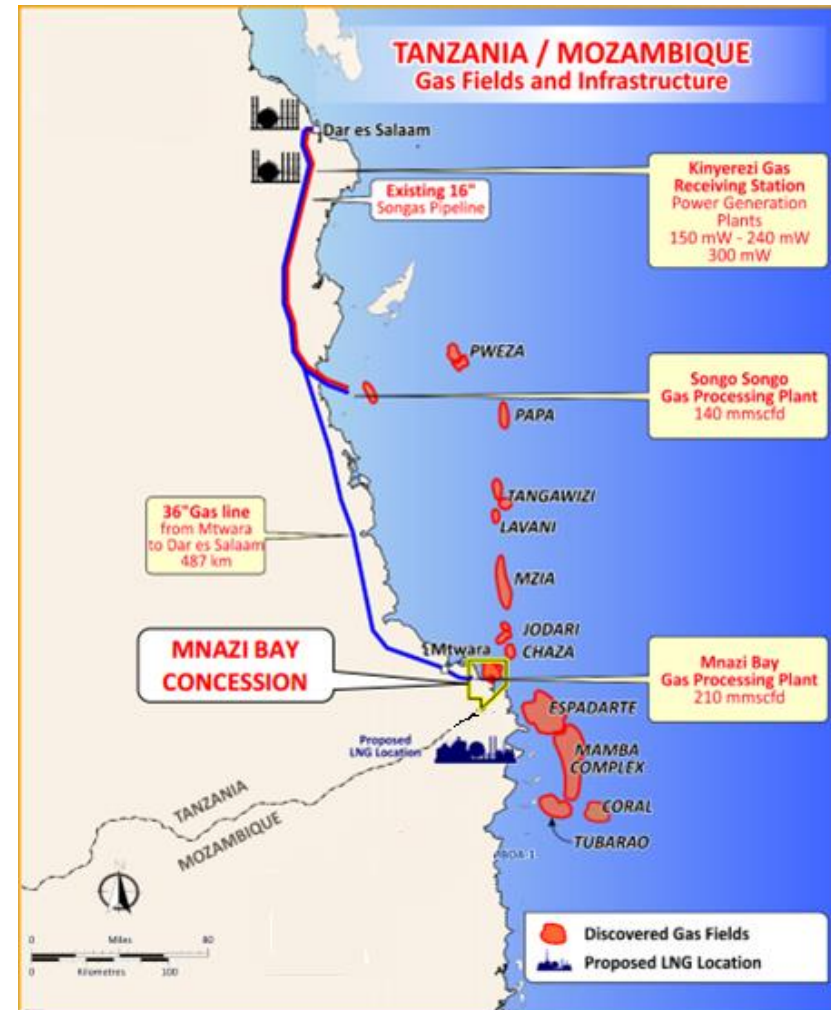 TANZANIA / MOZAMBIQUE
Gas Fields and Infrastructure
Dar es Salaam
Existing 16"
Songas Pipeline
Kinyerezi Gas
Receiving Station
Power Generation
Plants
150 mW - 240 mW
300 mW
PWEZA
Songo Songo
Gas Processing Plant
140 mmscfd
PAPA
TANGAWIZI
LAVANI
36"Gas line
from Mtwara
to Dar es Salaam
487 km
MZIA
JODARI
CHAZA
Mtwara
MNAZI BAY
CONCESSION
Mnazi Bay
Gas Processing Plant
210 mmscfd
ESPADARTE
Proposed
LNG Location
MAMBA
COMPLEX
CORAL
TUBARAO
TANZANIA
MOZAMBIQUE
N
0 Miles 80
0 Kilometres 100
Discovered Gas Fields
Proposed LNG Location